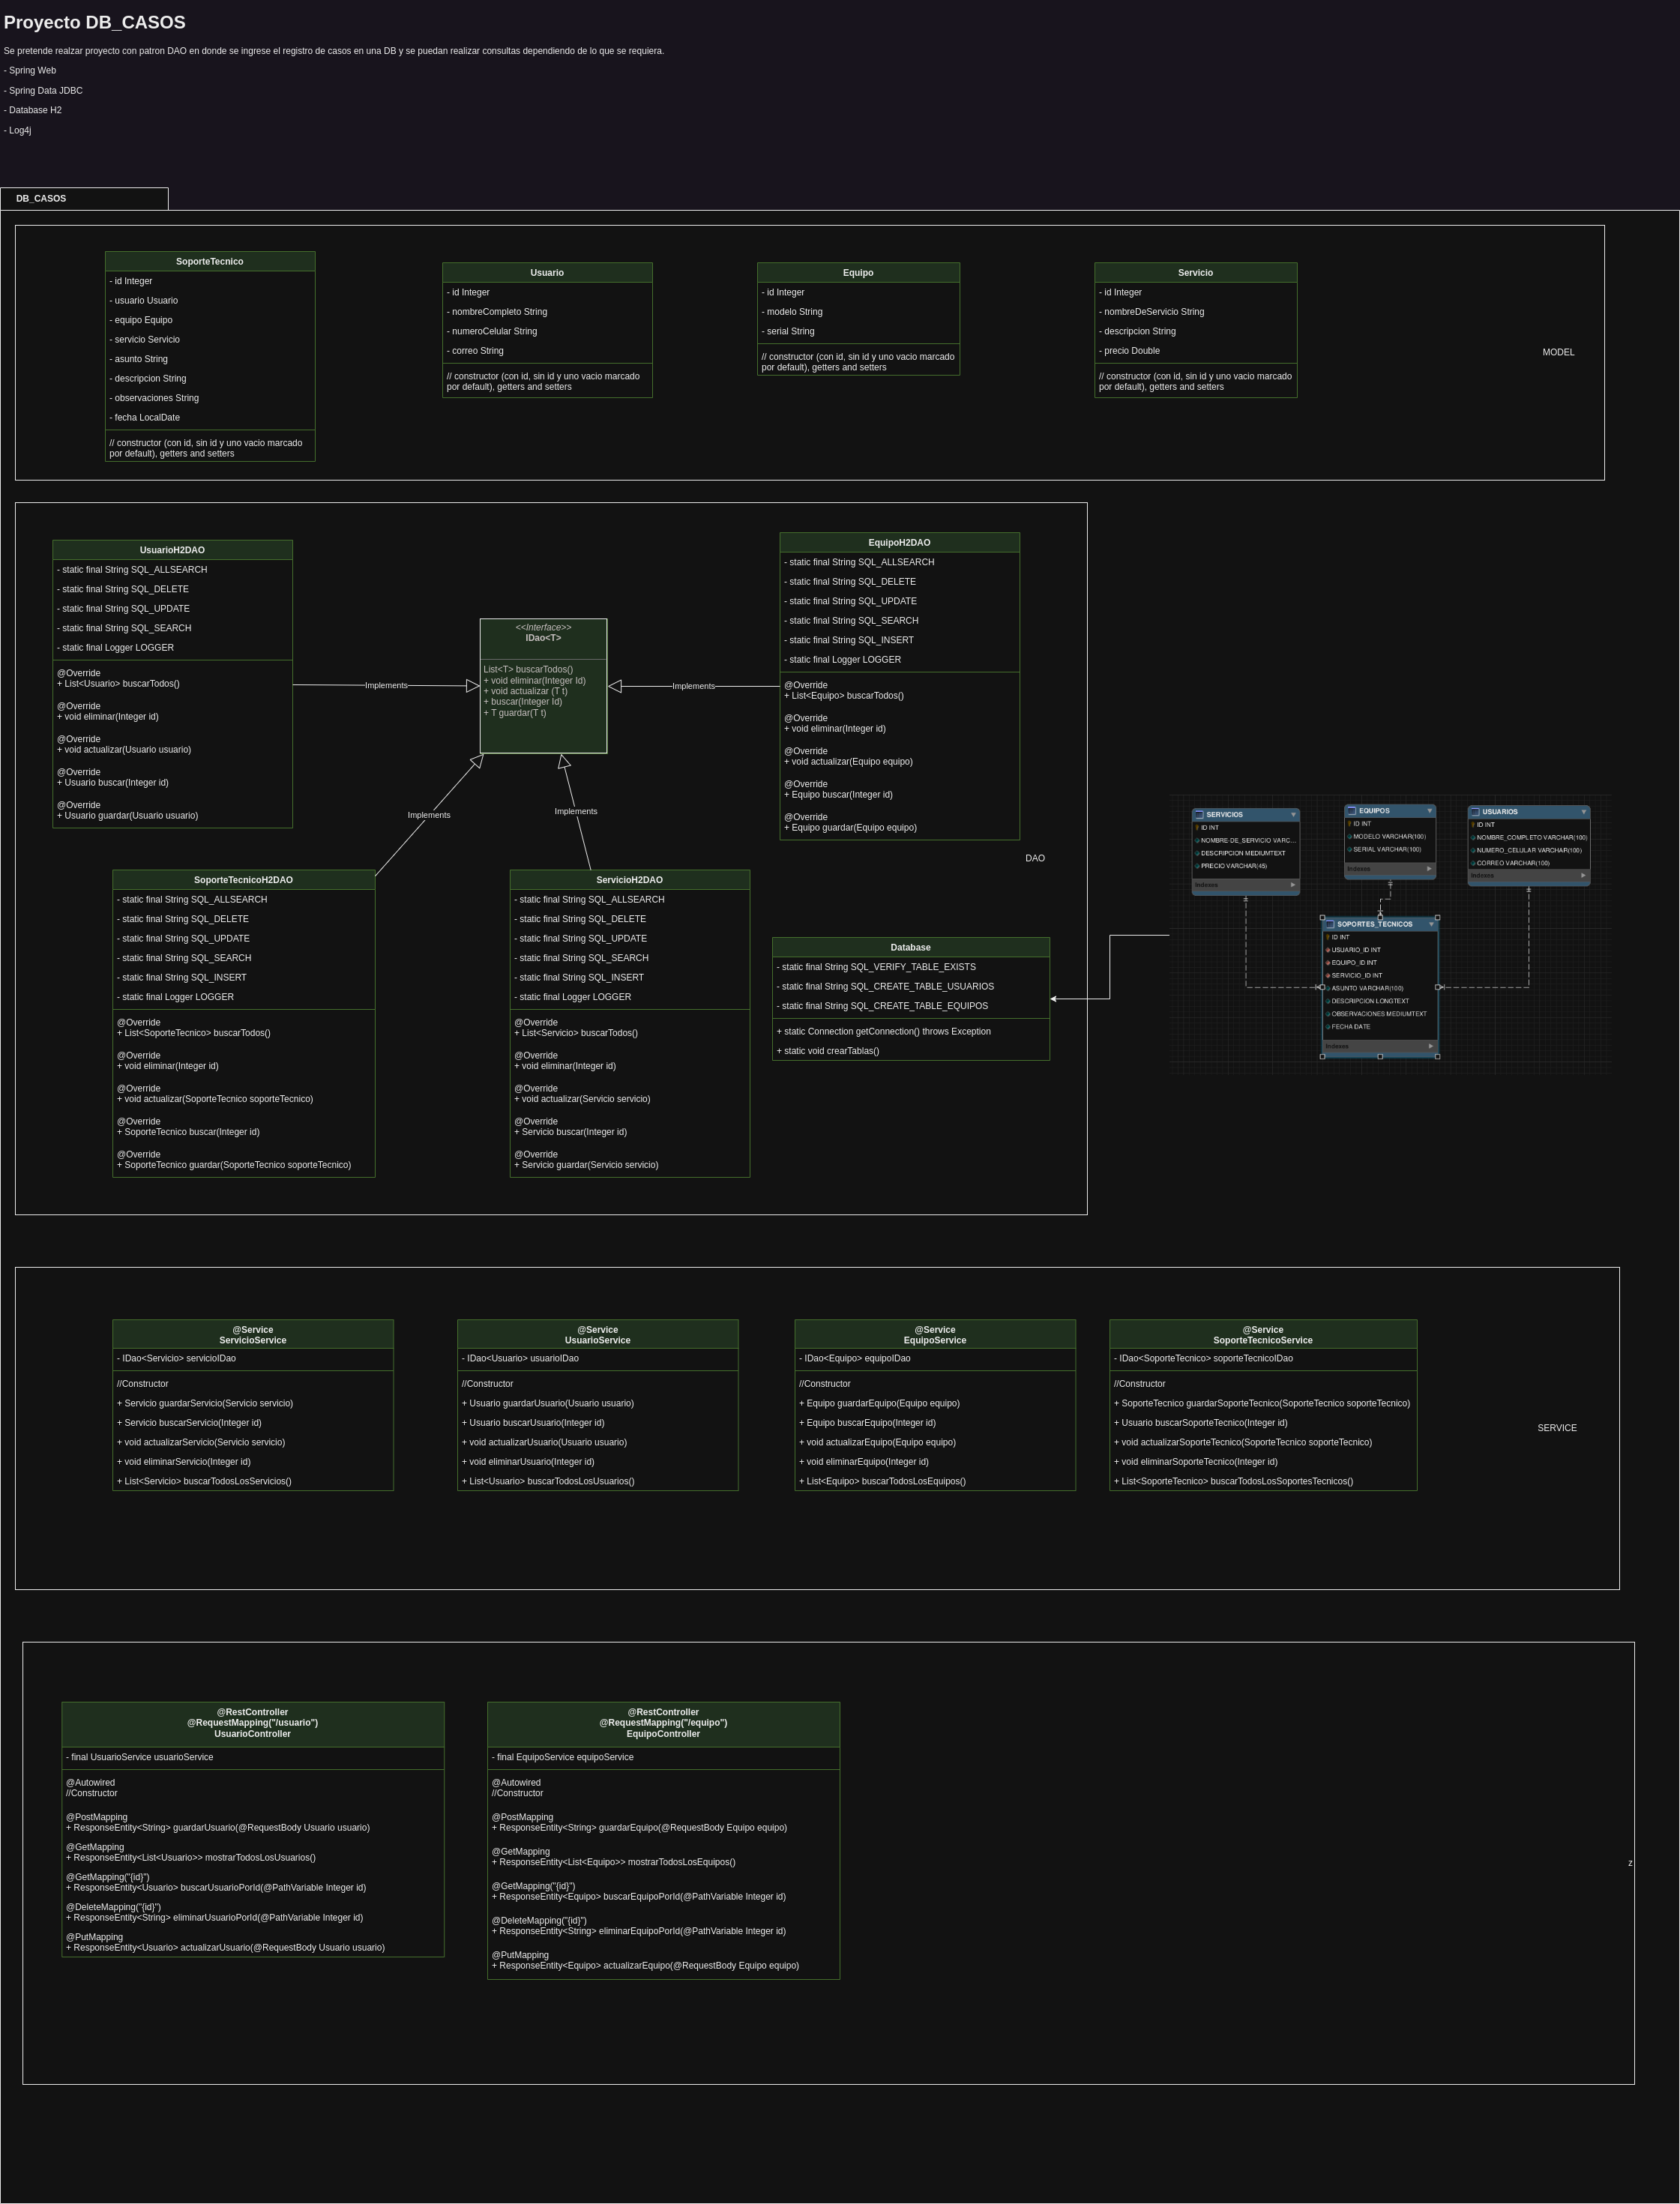 Proyecto DB_CASOS
Se pretende realzar proyecto con patron DAO en donde se ingrese el registro de casos en una DB y se puedan realizar consultas dependiendo de lo que se requiera.
- Spring Web
- Spring Data JDBC
- Database H2
- Log4j
DB_CASOS
SoporteTecnico
- id Integer
- usuario Usuario
- equipo Equipo
- servicio Servicio
- asunto String
- descripcion String
- observaciones String
- fecha LocalDate
// constructor (con id, sin id y uno vacio marcado
por default), getters and setters
Usuario
- id Integer
- nombreCompleto String
- numeroCelular String
- correo String
// constructor (con id, sin id y uno vacio marcado
por default), getters and setters
Equipo
- id Integer
- modelo String
- serial String
// constructor (con id, sin id y uno vacio marcado
por default), getters and setters
Servicio
- id Integer
- nombreDeServicio String
- descripcion String
- precio Double
// constructor (con id, sin id y uno vacio marcado
por default), getters and setters
MODEL
UsuarioH2DAO
- static final String SQL_ALLSEARCH
- static final String SQL_DELETE
- static final String SQL_UPDATE
- static final String SQL_SEARCH
- static final Logger LOGGER
@Override
+ List<Usuario> buscarTodos()
@Override
+ void eliminar(Integer id)
@Override
+ void actualizar(Usuario usuario)
@Override
+ Usuario buscar(Integer id)
@Override
+ Usuario guardar(Usuario usuario)
Implements
<<Interface>>
IDao<T>
List<T> buscarTodos()
+ void eliminar(Integer Id)
+ void actualizar (T t)
+ buscar(Integer Id)
+ T guardar(T t)
Implements
EquipoH2DAO
- static final String SQL_ALLSEARCH
- static final String SQL_DELETE
- static final String SQL_UPDATE
- static final String SQL_SEARCH
- static final String SQL_INSERT
- static final Logger LOGGER
@Override
+ List<Equipo> buscarTodos()
@Override
+ void eliminar(Integer id)
@Override
+ void actualizar(Equipo equipo)
@Override
+ Equipo buscar(Integer id)
@Override
+ Equipo guardar(Equipo equipo)
Implements
Implements
DAO
SoporteTecnicoH2DAO
- static final String SQL_ALLSEARCH
- static final String SQL_DELETE
- static final String SQL_UPDATE
- static final String SQL_SEARCH
- static final String SQL_INSERT
- static final Logger LOGGER
@Override
+ List<SoporteTecnico> buscarTodos()
@Override
+ void eliminar(Integer id)
@Override
+ void actualizar(SoporteTecnico soporteTecnico)
@Override
+ SoporteTecnico buscar(Integer id)
@Override
+ SoporteTecnico guardar(SoporteTecnico soporteTecnico)
ServicioH2DAO
- static final String SQL_ALLSEARCH
- static final String SQL_DELETE
- static final String SQL_UPDATE
- static final String SQL_SEARCH
- static final String SQL_INSERT
- static final Logger LOGGER
@Override
+ List<Servicio> buscarTodos()
@Override
+ void eliminar(Integer id)
@Override
+ void actualizar(Servicio servicio)
@Override
+ Servicio buscar(Integer id)
@Override
+ Servicio guardar(Servicio servicio)
Database
- static final String SQL_VERIFY_TABLE_EXISTS
- static final String SQL_CREATE_TABLE_USUARIOS
- static final String SQL_CREATE_TABLE_EQUIPOS
+ static Connection getConnection() throws Exception
+ static void crearTablas()
SERVICIOS
ID INT
NOMBRE-DE_SERVICIO VARC...
DESCRIPCION MEDIUMTEXT
PRECIO VARCHAR(45)
Indexes
EQUIPOS
ID INT
MODELO VARCHAR(100)
SERIAL VARCHAR(100)
Indexes
USUARIOS
ID INT
NOMBRE_COMPLETO VARCHAR(100)
NUMERO_CELULAR VARCHAR(100)
CORREO VARCHAR(100)
Indexes
SOPORTES_TECNICOS
ID INT
USUARIO_ID INT
EQUIPO_ID INT
SERVICIO_ID INT
ASUNTO VARCHAR(100)
DESCRIPCION LONGTEXT
OBSERVACIONES MEDIUMTEXT
FECHA DATE
Indexes
@Service
ServicioService
- IDao<Servicio> servicioIDao
//Constructor
+ Servicio guardarServicio(Servicio servicio)
+ Servicio buscarServicio(Integer id)
+ void actualizarServicio(Servicio servicio)
+ void eliminarServicio(Integer id)
+ List<Servicio> buscarTodosLosServicios()
@Service
UsuarioService
- IDao<Usuario> usuarioIDao
//Constructor
+ Usuario guardarUsuario(Usuario usuario)
+ Usuario buscarUsuario(Integer id)
+ void actualizarUsuario(Usuario usuario)
+ void eliminarUsuario(Integer id)
+ List<Usuario> buscarTodosLosUsuarios()
@Service
EquipoService
- IDao<Equipo> equipoIDao
//Constructor
+ Equipo guardarEquipo(Equipo equipo)
+ Equipo buscarEquipo(Integer id)
+ void actualizarEquipo(Equipo equipo)
+ void eliminarEquipo(Integer id)
+ List<Equipo> buscarTodosLosEquipos()
@Service
SoporteTecnicoService
- IDao<SoporteTecnico> soporteTecnicoIDao
//Constructor
+ SoporteTecnico guardarSoporteTecnico(SoporteTecnico soporteTecnico)
+ Usuario buscarSoporteTecnico(Integer id)
+ void actualizarSoporteTecnico(SoporteTecnico soporteTecnico)
+ void eliminarSoporteTecnico(Integer id)
+ List<SoporteTecnico> buscarTodosLosSoportesTecnicos()
SERVICE
@RestController
@RequestMapping("/usuario")
UsuarioController
- final UsuarioService usuarioService
@Autowired
//Constructor
@PostMapping
+ ResponseEntity<String> guardarUsuario(@RequestBody Usuario usuario)
@GetMapping
+ ResponseEntity<List<Usuario>> mostrarTodosLosUsuarios()
@GetMapping("{id}")
+ ResponseEntity<Usuario> buscarUsuarioPorId(@PathVariable Integer id)
@DeleteMapping("{id}")
+ ResponseEntity<String> eliminarUsuarioPorId(@PathVariable Integer id)
@PutMapping
+ ResponseEntity<Usuario> actualizarUsuario(@RequestBody Usuario usuario)
@RestController
@RequestMapping("/equipo")
EquipoController
- final EquipoService equipoService
@Autowired
//Constructor
@PostMapping
+ ResponseEntity<String> guardarEquipo(@RequestBody Equipo equipo)
@GetMapping
+ ResponseEntity<List<Equipo>> mostrarTodosLosEquipos()
@GetMapping("{id}")
+ ResponseEntity<Equipo> buscarEquipoPorId(@PathVariable Integer id)
@DeleteMapping("{id}")
+ ResponseEntity<String> eliminarEquipoPorId(@PathVariable Integer id)
@PutMapping
+ ResponseEntity<Equipo> actualizarEquipo(@RequestBody Equipo equipo)
z